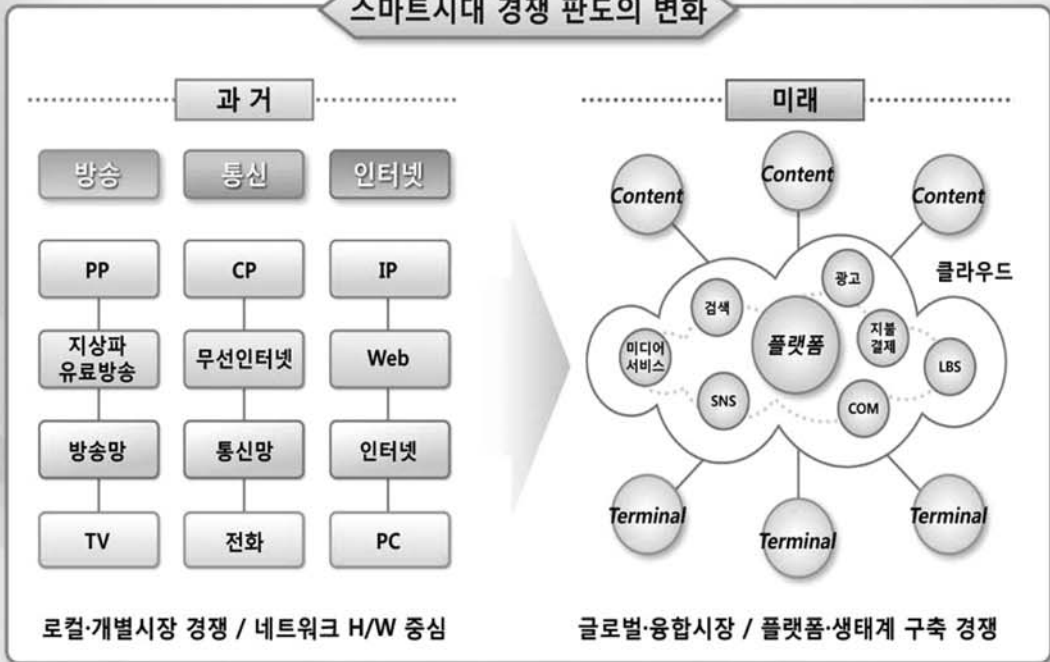 스마트시대 경쟁 판도의 변화
과 거
방송
통신
인터넷
PP
CP
IP
지상파
유료방송
무선인터넷
Web
방송망
통신망
인터넷
TV
전화
PC
로컬·개별시장 경쟁 / 네트워크 H/W 중심
미래
Content
Content
Content
클라우드
광고
검색
플랫폼
지불
결제
미디어
서비스
LBS
SNS
COM
Terminal
Terminal
Terminal
글로벌·융합시장 / 플랫폼·생태계 구축 경쟁